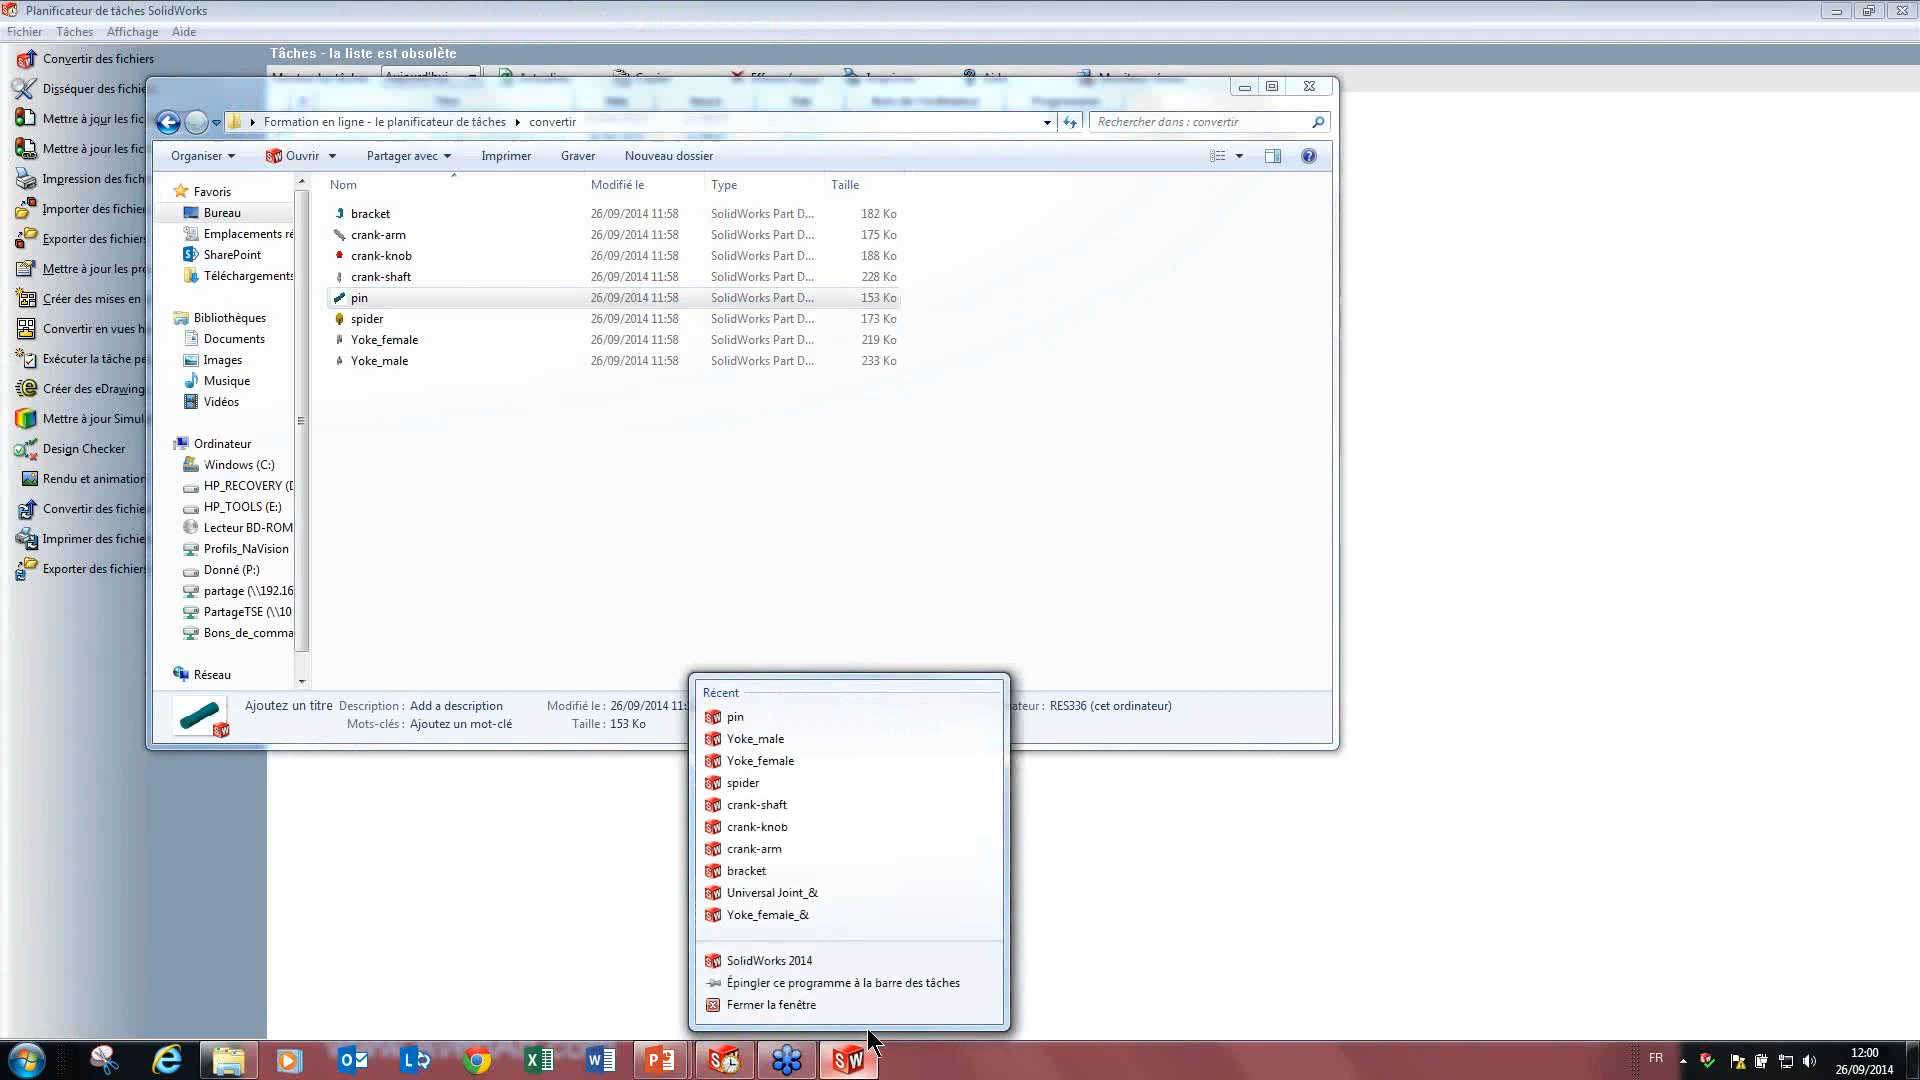 Planificateur de tâches SolidWorks
Fichier Tâches Affichage Aide
Tâches - la liste est obsolète
Convertir des fichiers
Disséquer des fichie
Mettre à jour les fic
Mettre à jour les fic
Impression des fich
Importer des fichie
Exporter des fichiers
Mettre à jour les pr
Créer des mises en
Convertir en vues h
Exécuter la tâche pe
Créer des eDrawing
Mettre à jour Simul
Design Checker
Rendu et animation
Convertir des fichie
Imprimer des fichie
Exporter des fichiers
Formation en ligne - le planificateur de tâches convertir
Rechercher dans : convertir
Organiser Ouvrir Partager avec Imprimer Graver Nouveau dossier
Favoris
Bureau
Emplacements ré
SharePoint
Téléchargements
Bibliothèques
Documents
Images
Musique
Vidéos
Ordinateur
Windows (C:)
HP_RECOVERY (D
HP_TOOLS (E:)
Lecteur BD-ROM
Profils_NaVision
Donné (P:)
partage (\\192.16
PartageTSE (\\10
Bons_de_comma
Réseau
Nom Modifié le Type Taille
bracket 26/09/2014 11:58 SolidWorks Part D... 182 Ko
crank-arm 26/09/2014 11:58 SolidWorks Part D... 175 Ko
crank-knob 26/09/2014 11:58 SolidWorks Part D... 188 Ko
crank-shaft 26/09/2014 11:58 SolidWorks Part D... 228 Ko
pin 26/09/2014 11:58 SolidWorks Part D... 153 Ko
spider 26/09/2014 11:58 SolidWorks Part D... 173 Ko
Yoke_female 26/09/2014 11:58 SolidWorks Part D... 219 Ko
Yoke_male 26/09/2014 11:58 SolidWorks Part D... 233 Ko
Ajoutez un titre Description : Add a description Modifié le : 26/09/2014 11: ateur : RES336 (cet ordinateur)
Mots-clés : Ajoutez un mot-clé Taille : 153 Ko
Récent
pin
Yoke_male
Yoke_female
spider
crank-shaft
crank-knob
crank-arm
bracket
Universal Joint_&
Yoke_female_&
SolidWorks 2014
Épingler ce programme à la barre des tâches
Fermer la fenêtre
FR
12:00
26/09/2014